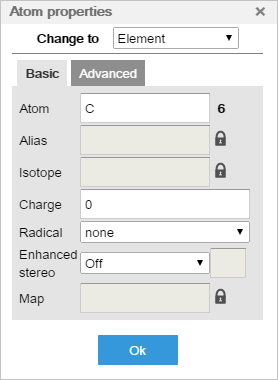 Atom properties ×
Change to Element
Basic Advanced
Atom C 6
Alias
Isotope
Charge 0
Radical none
Enhanced
stereo Off
Map
Ok